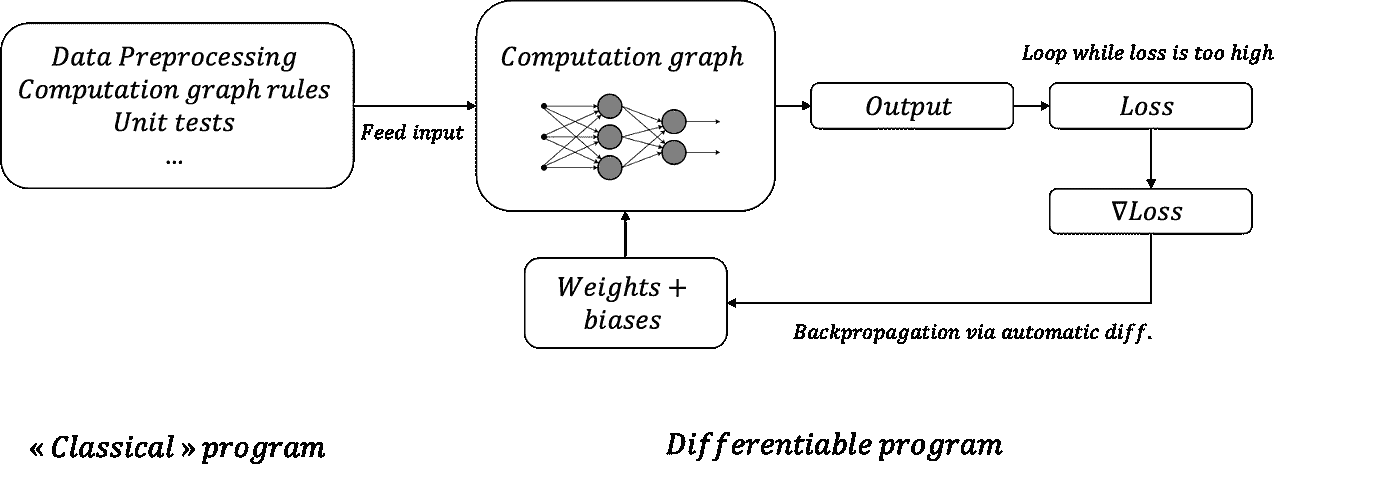 Data Preprocessing
Computation graph rules
Unit tests
...
Feed input
Computation graph
Output
Loop while loss is too high
Loss
∇Loss
Weights +
biases
Backpropagation via automatic diff.
« Classical » program
Differentiable program